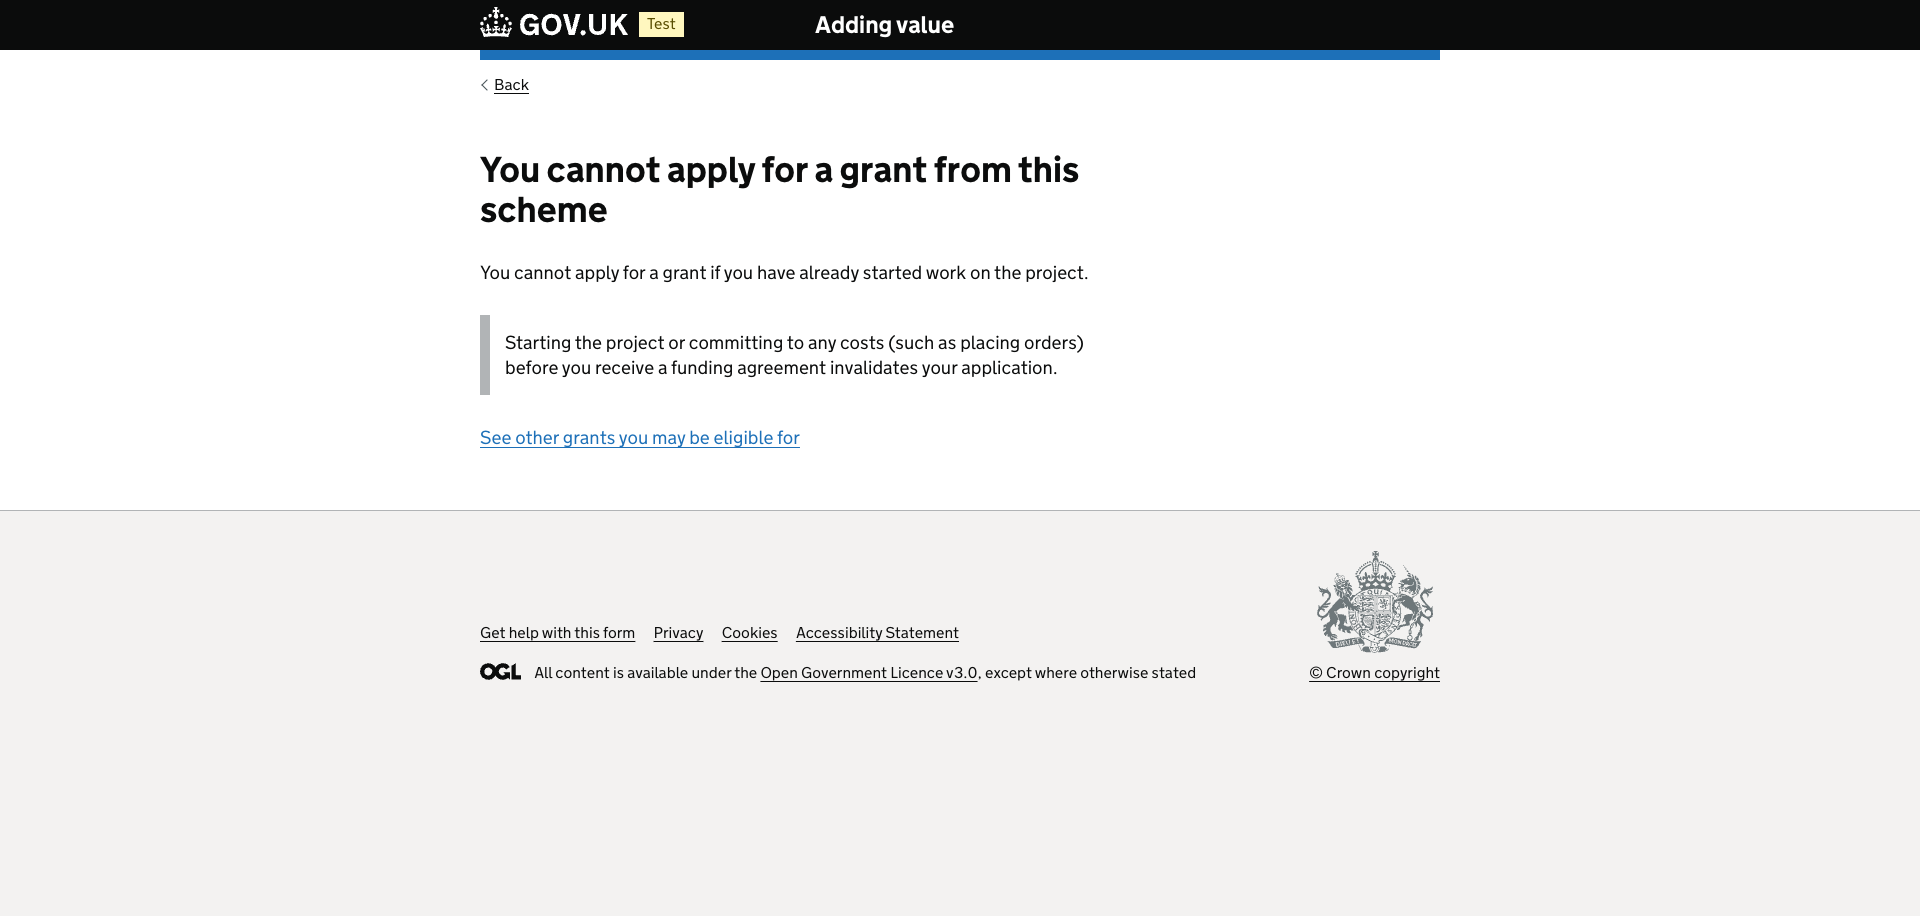 GOV.UK Test Adding value
Back
You cannot apply for a grant from this
scheme
You cannot apply for a grant if you have already started work on the project.
Starting the project or committing to any costs (such as placing orders)
before you receive a funding agreement invalidates your application.
See other grants you may be eligible for
Get help with this form Privacy Cookies Accessibility Statement
OGL All content is available under the Open Government Licence v3.0, except where otherwise stated
© Crown copyright